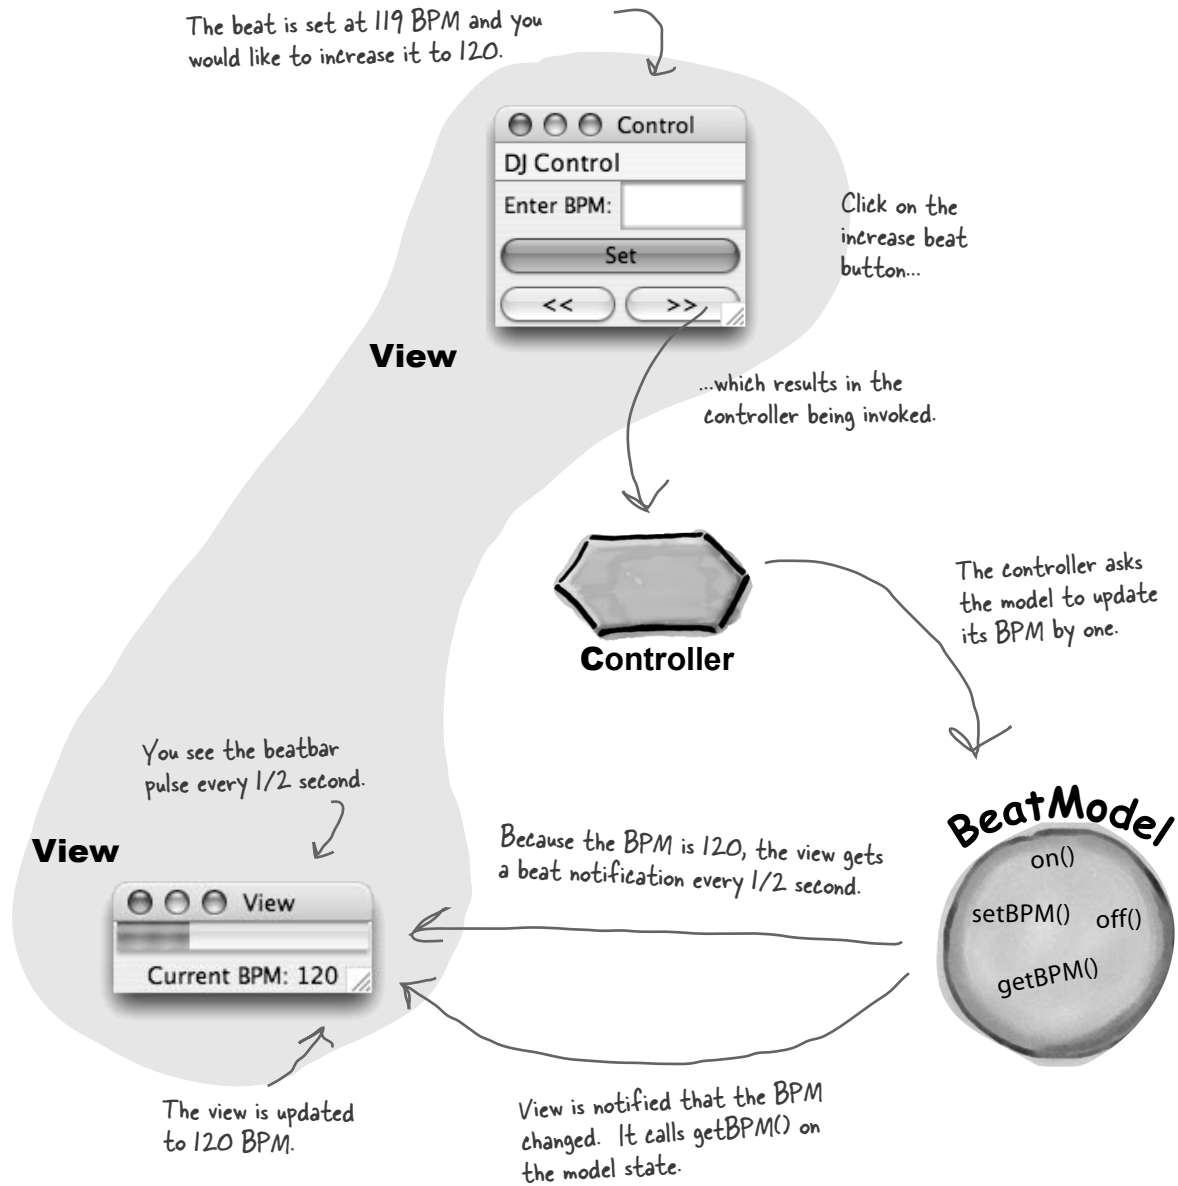 The beat is set at 119 BPM and you
would like to increase it to 120.
Control
DJ Control
Enter BPM:
Set
<<
>>
Click on the
increase beat
button...
View
...which results in the
controller being invoked.
Controller
The controller asks
the model to update
its BPM by one.
You see the beatbar
pulse every 1/2 second.
View
View
Current BPM: 120
Because the BPM is 120, the view gets
a beat notification every 1/2 second.
BeatModel
on()
setBPM()
off()
getBPM()
The view is updated
to 120 BPM.
View is notified that the BPM
changed. It calls getBPM() on
the model state.